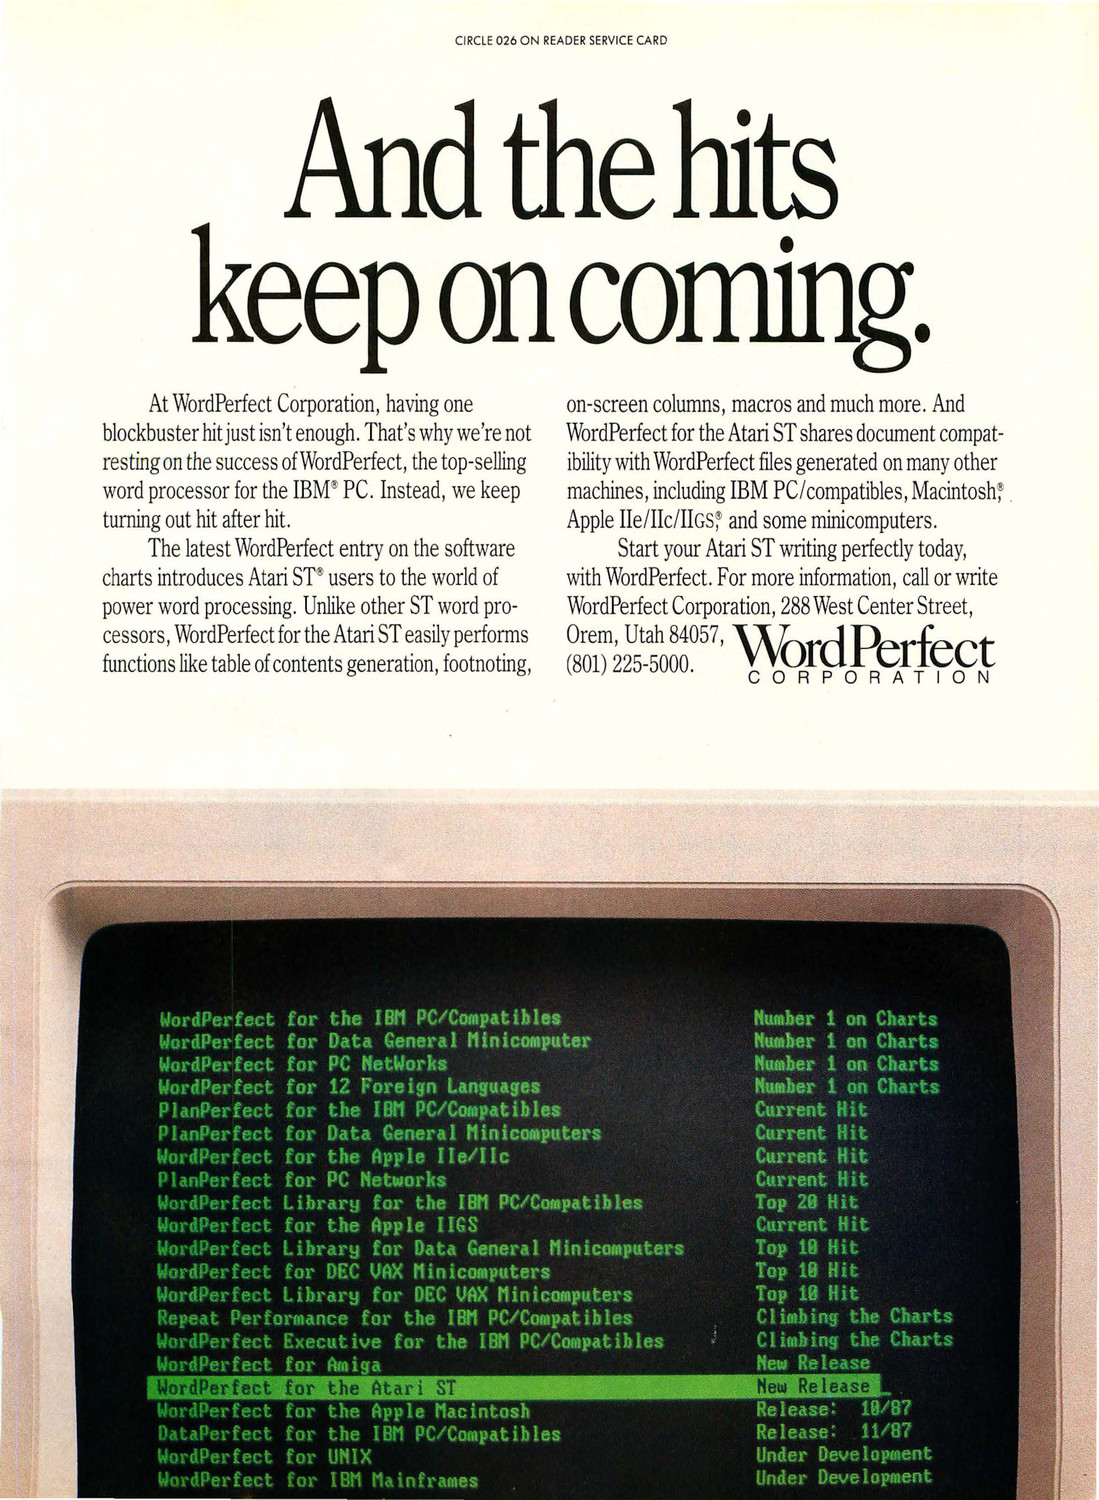 CIRCLE 026 ON READER SERVICE CARD
And the hits
keep on coming.
At WordPerfect Corporation, having one
blockbuster hit just isn't enough. That's why we're not
resting on the success of WordPerfect, the top-selling
word processor for the IBM® PC. Instead, we keep
turning out hit after hit.
The latest WordPerfect entry on the software
charts introduces Atari ST® users to the world of
power word processing. Unlike other ST word pro-
cessors, WordPerfect for the Atari ST easily performs
functions like table of contents generation, footnoting,
on-screen columns, macros and much more. And
WordPerfect for the Atari ST shares document compat-
ibility with WordPerfect files generated on many other
machines, including IBM PC/compatibles, Macintosh,®
Apple IIe/IIc/IIGS,® and some minicomputers.
Start your Atari ST writing perfectly today,
with WordPerfect. For more information, call or write
WordPerfect Corporation, 288 West Center Street,
Orem, Utah 84057,
(801) 225-5000.
WordPerfect
CORPORATION
WordPerfect for the IBM PC/Compatibles Number 1 on Charts
WordPerfect for Data General Minicomputer Number 1 on Charts
WordPerfect for PC NetWorks Number 1 on Charts
WordPerfect for 12 Foreign Languages Number 1 on Charts
PlanPerfect for the IBM PC/Compatibles Current Hit
PlanPerfect for Data General Minicomputers Current Hit
WordPerfect for the Apple IIe/IIc Current Hit
PlanPerfect for PC Networks Current Hit
WordPerfect Library for the IBM PC/Compatibles Top 20 Hit
WordPerfect for the Apple IIGS Current Hit
WordPerfect Library for Data General Minicomputers Top 10 Hit
WordPerfect for DEC VAX Minicomputers Top 10 Hit
WordPerfect Library for DEC VAX Minicomputers Top 10 Hit
Repeat Performance for the IBM PC/Compatibles Climbing the Charts
WordPerfect Executive for the IBM PC/Compatibles Climbing the Charts
WordPerfect for Amiga New Release
WordPerfect for the Atari ST New Release
WordPerfect for the Apple Macintosh Release: 10/87
DataPerfect for the IBM PC/Compatibles Release: 11/87
WordPerfect for UNIX Under Development
WordPerfect for IBM Mainframes Under Development